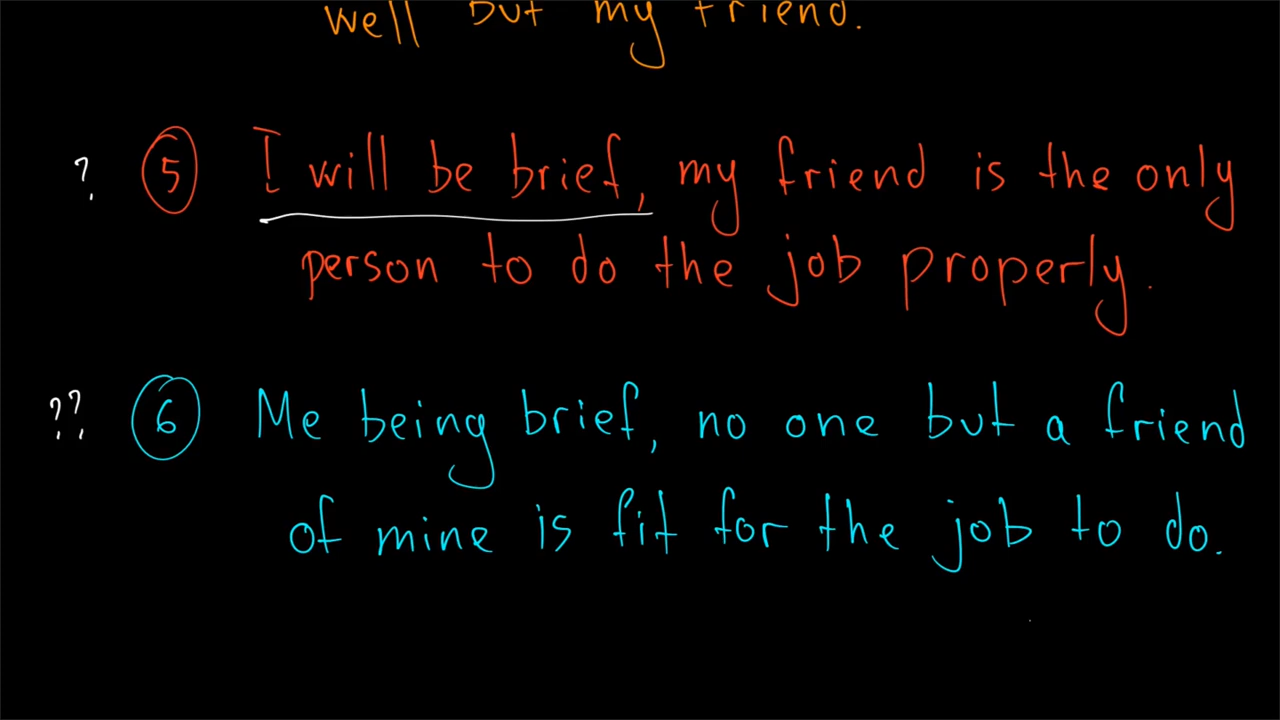 well but my friend.
? 5 I will be brief, my friend is the only
person to do the job properly.
?? 6 Me being brief, no one but a friend
of mine is fit for the job to do.